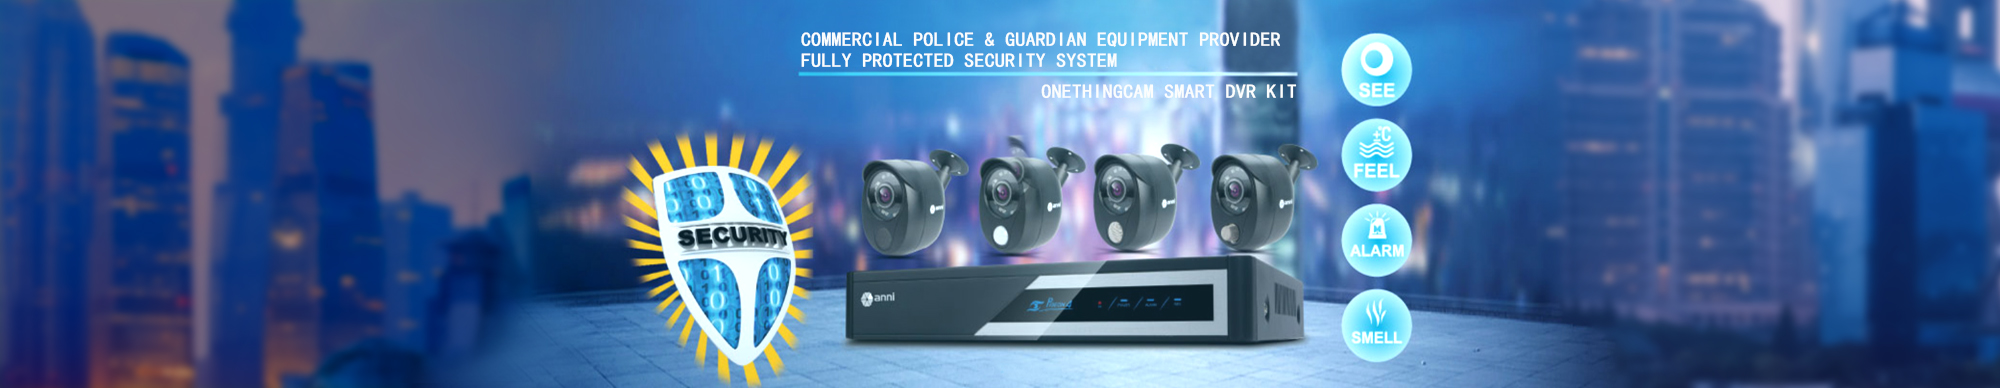 COMMERCIAL POLICE & GUARDIAN EQUIPMENT PROVIDER
FULLY PROTECTED SECURITY SYSTEM
ONETHINGCAM SMART DVR KIT
SEE
°C
FEEL
ALARM
SMELL
SECURITY
anni